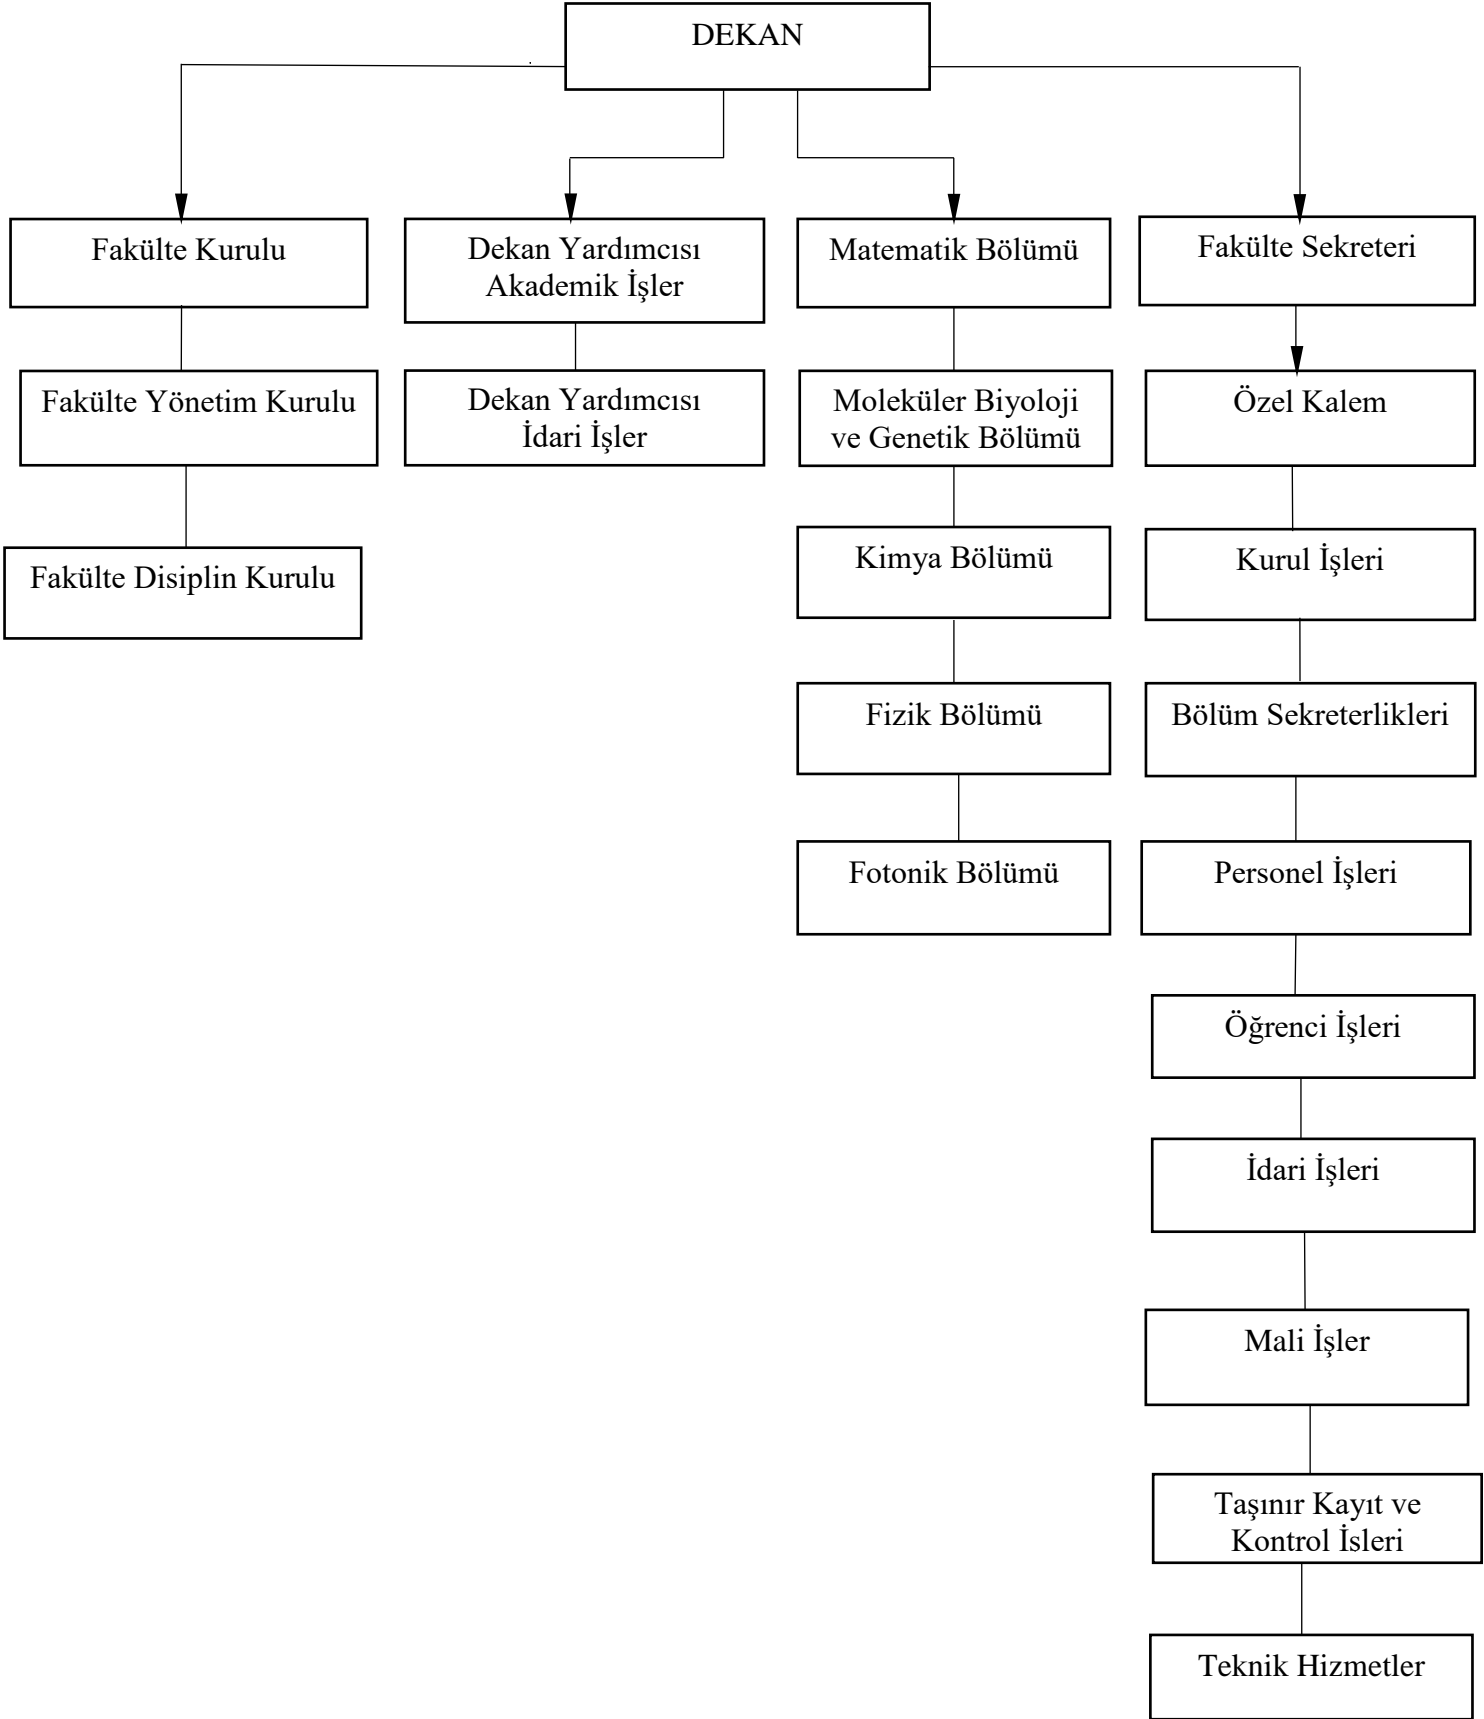 DEKAN
Fakülte Kurulu
Fakülte Yönetim Kurulu
Fakülte Disiplin Kurulu
Dekan Yardımcısı
Akademik İşler
Dekan Yardımcısı
İdari İşler
Matematik Bölümü
Moleküler Biyoloji
ve Genetik Bölümü
Kimya Bölümü
Fizik Bölümü
Fotonik Bölümü
Fakülte Sekreteri
Özel Kalem
Kurul İşleri
Bölüm Sekreterlikleri
Personel İşleri
Öğrenci İşleri
İdari İşleri
Mali İşler
Taşınır Kayıt ve
Kontrol İsleri
Teknik Hizmetler